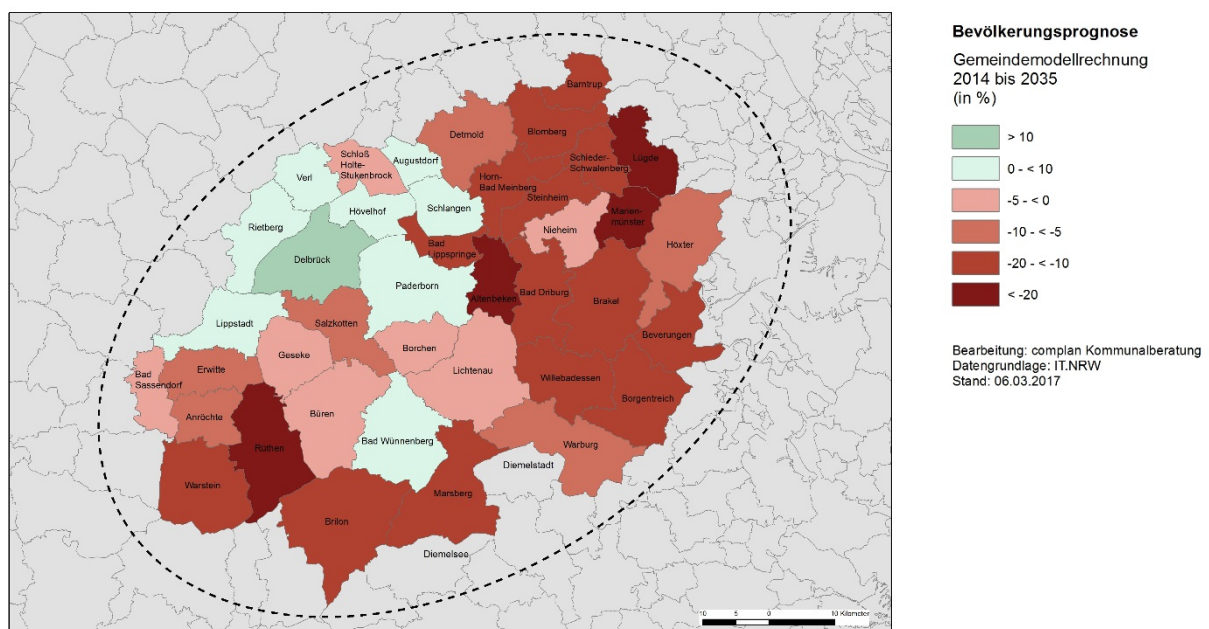 Barntrup
Blomberg
Detmold
Lügde
Schieder-
Schwalenberg
Schloß
Holte-
Stukenbrock
Augustdorf
Verl
Horn-
Bad Meinberg
Steinheim
Schlangen
Hövelhof
Rietberg
Marien-
münster
Nieheim
Höxter
Bad
Lippspringe
Delbrück
Paderborn
Altenbeken
Bad Driburg
Brakel
Lippstadt
Salzkotten
Beverungen
Borchen
Geseke
Bad
Sassendorf
Erwitte
Lichtenau
Willebadessen
Borgentreich
Anröchte
Büren
Bad Wünnenberg
Warburg
Rüthen
Diemelstadt
Warstein
Marsberg
Brilon
Diemelsee
10 5 0 10 Kilometer
Bevölkerungsprognose
Gemeindemodellrechnung
2014 bis 2035
(in %)
> 10
0 - < 10
-5 - < 0
-10 - < -5
-20 - < -10
< -20
Bearbeitung: complan Kommunalberatung
Datengrundlage: IT.NRW
Stand: 06.03.2017